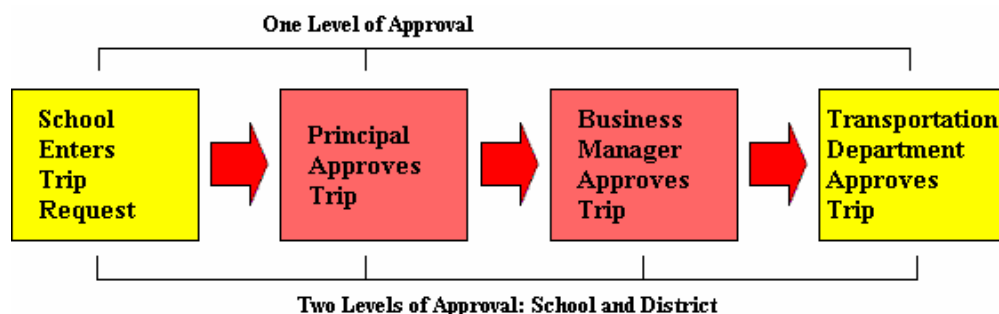 One Level of Approval
School
Enters
Trip
Request
Principal
Approves
Trip
Business
Manager
Approves
Trip
Transportation
Department
Approves
Trip
Two Levels of Approval: School and District